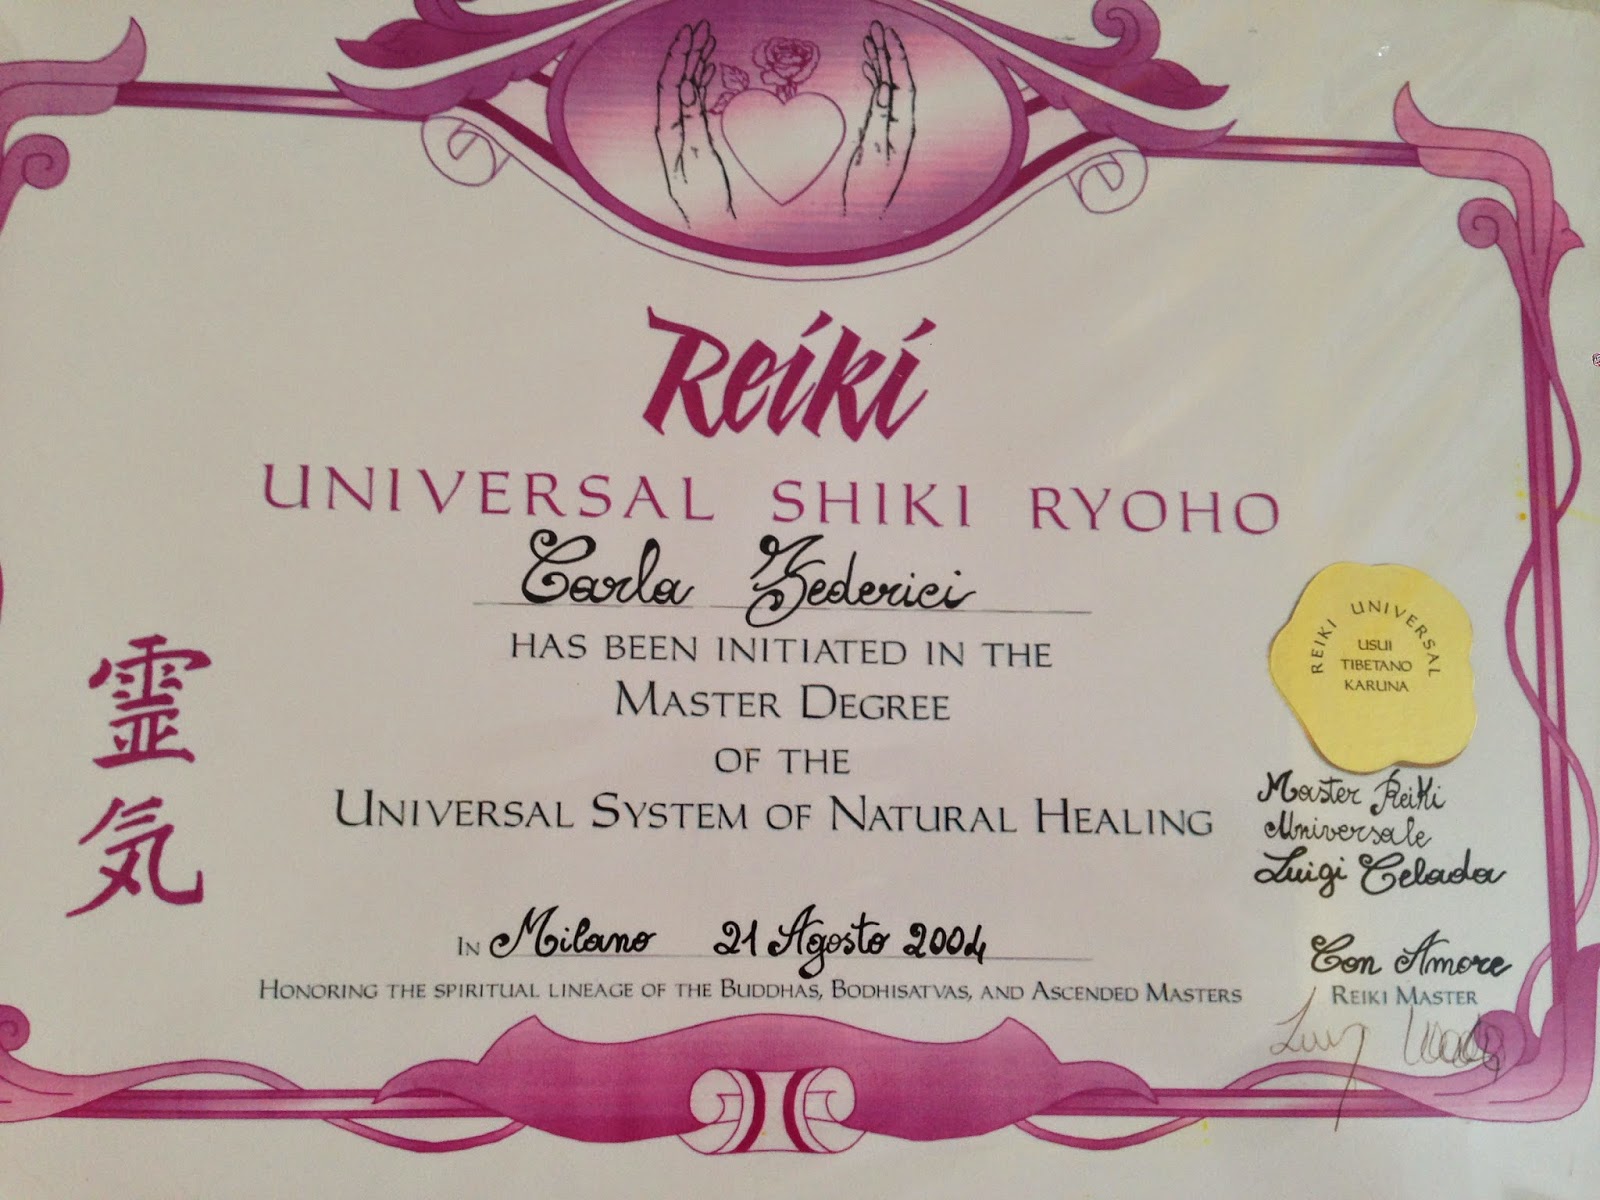 Reiki
UNIVERSAL SHIKI RYOHO
Carla Federici
HAS BEEN INITIATED IN THE
MASTER DEGREE
OF THE
UNIVERSAL SYSTEM OF NATURAL HEALING
靈
気
REIKI UNIVERSAL
USUI
TIBETANO
KARUNA
Master Reiki
Universale
Luigi Celada
IN Milano 21 Agosto 2004
HONORING THE SPIRITUAL LINEAGE OF THE BUDDHAS, BODHISATVAS, AND ASCENDED MASTERS
Con Amore
REIKI MASTER